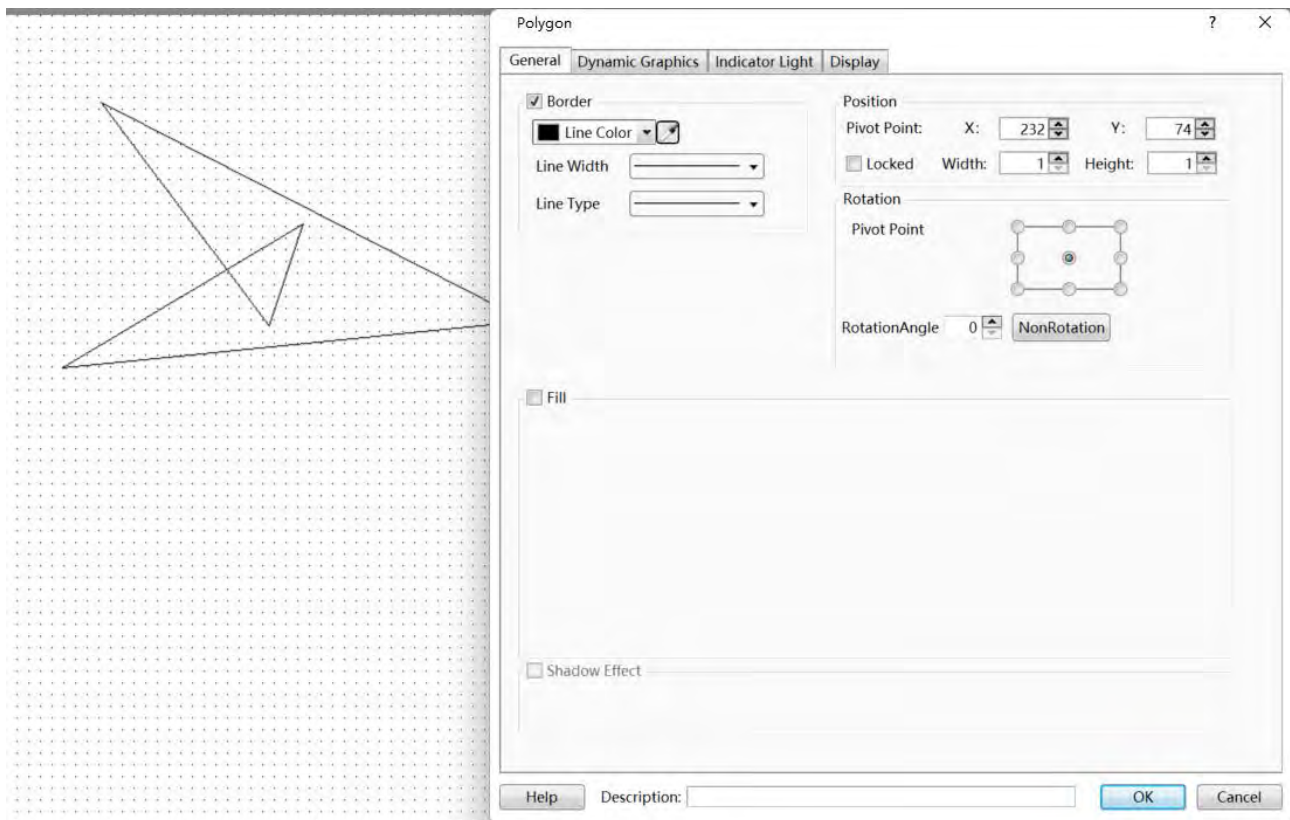 Polygon ? X
General Dynamic Graphics Indicator Light Display
Border
Line Color
Line Width
Line Type
Position
Pivot Point: X: 232 Y: 74
Locked Width: 1 Height: 1
Rotation
Pivot Point
RotationAngle 0 NonRotation
Fill
Shadow Effect
Help Description: OK Cancel